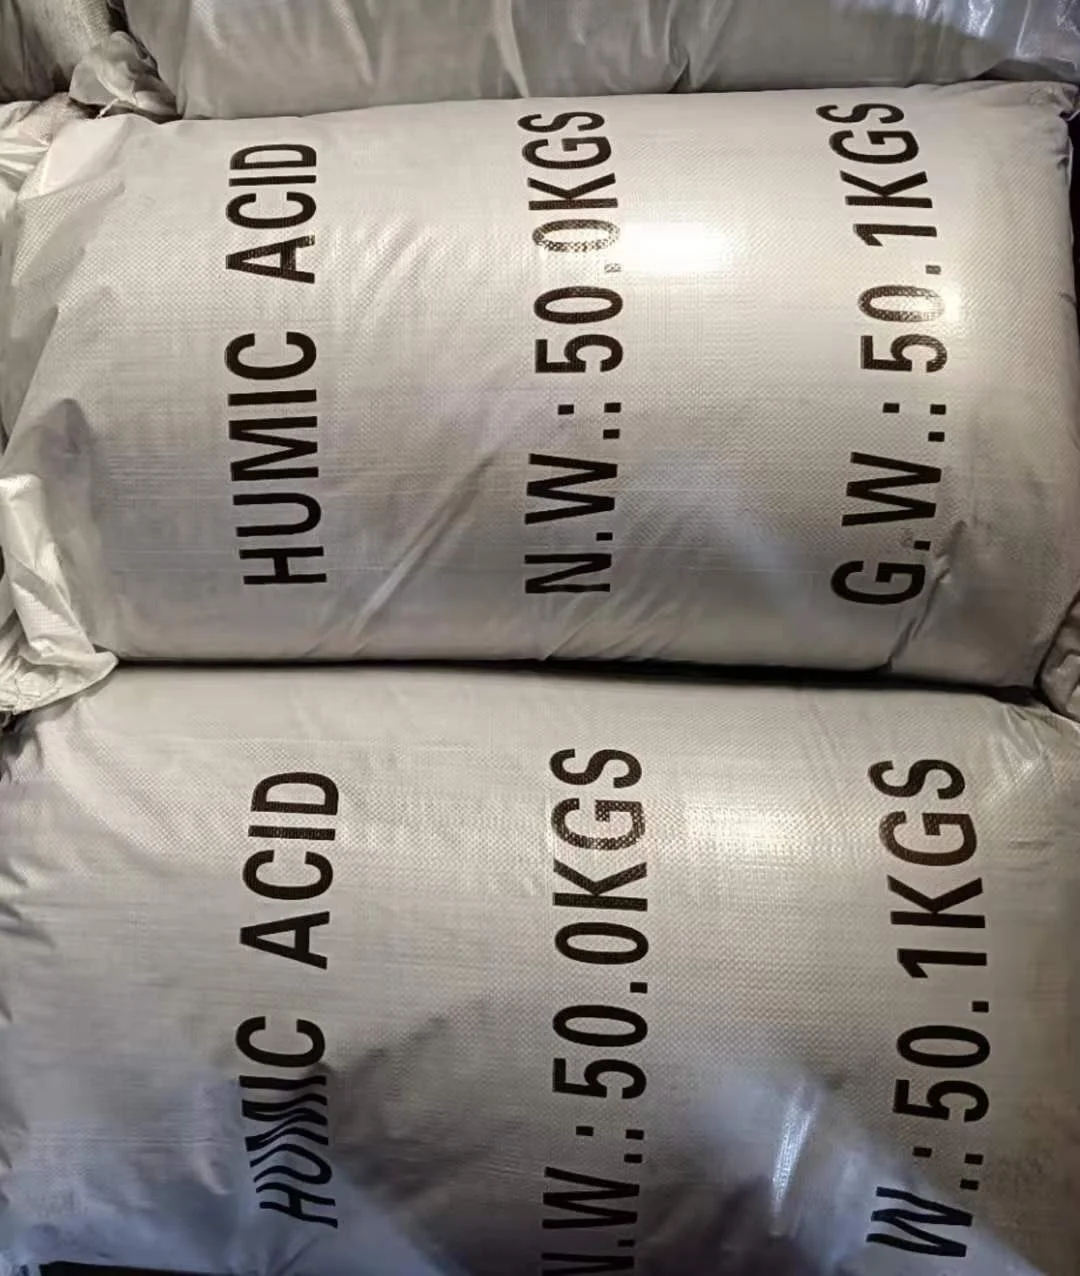 HUMIC ACID
N.W.: 50.0KGS
G.W.: 50.1KGS
HUMIC ACID
N.W.: 50.0KGS
W.: 50.1KGS